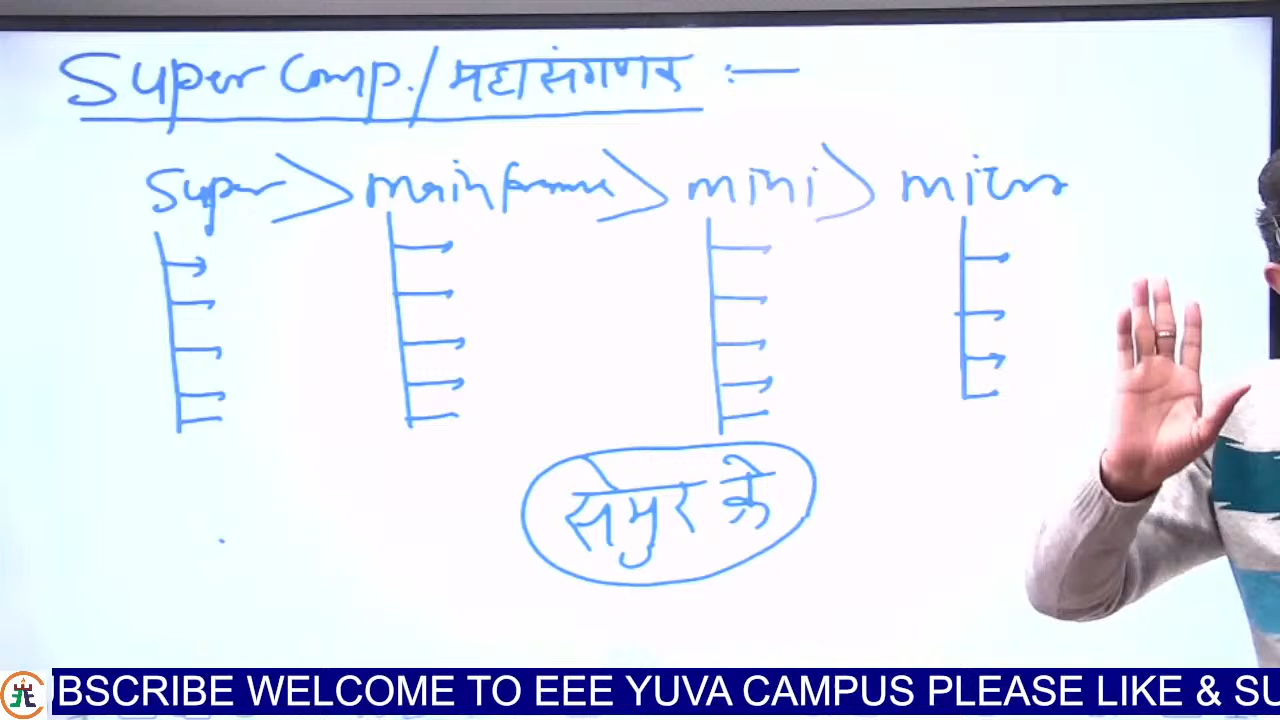 Super Comp./महासंगणक :—
Super > mainframe > mini > micro
सेमुर क्रे
BSCRIBE WELCOME TO EEE YUVA CAMPUS PLEASE LIKE & SU